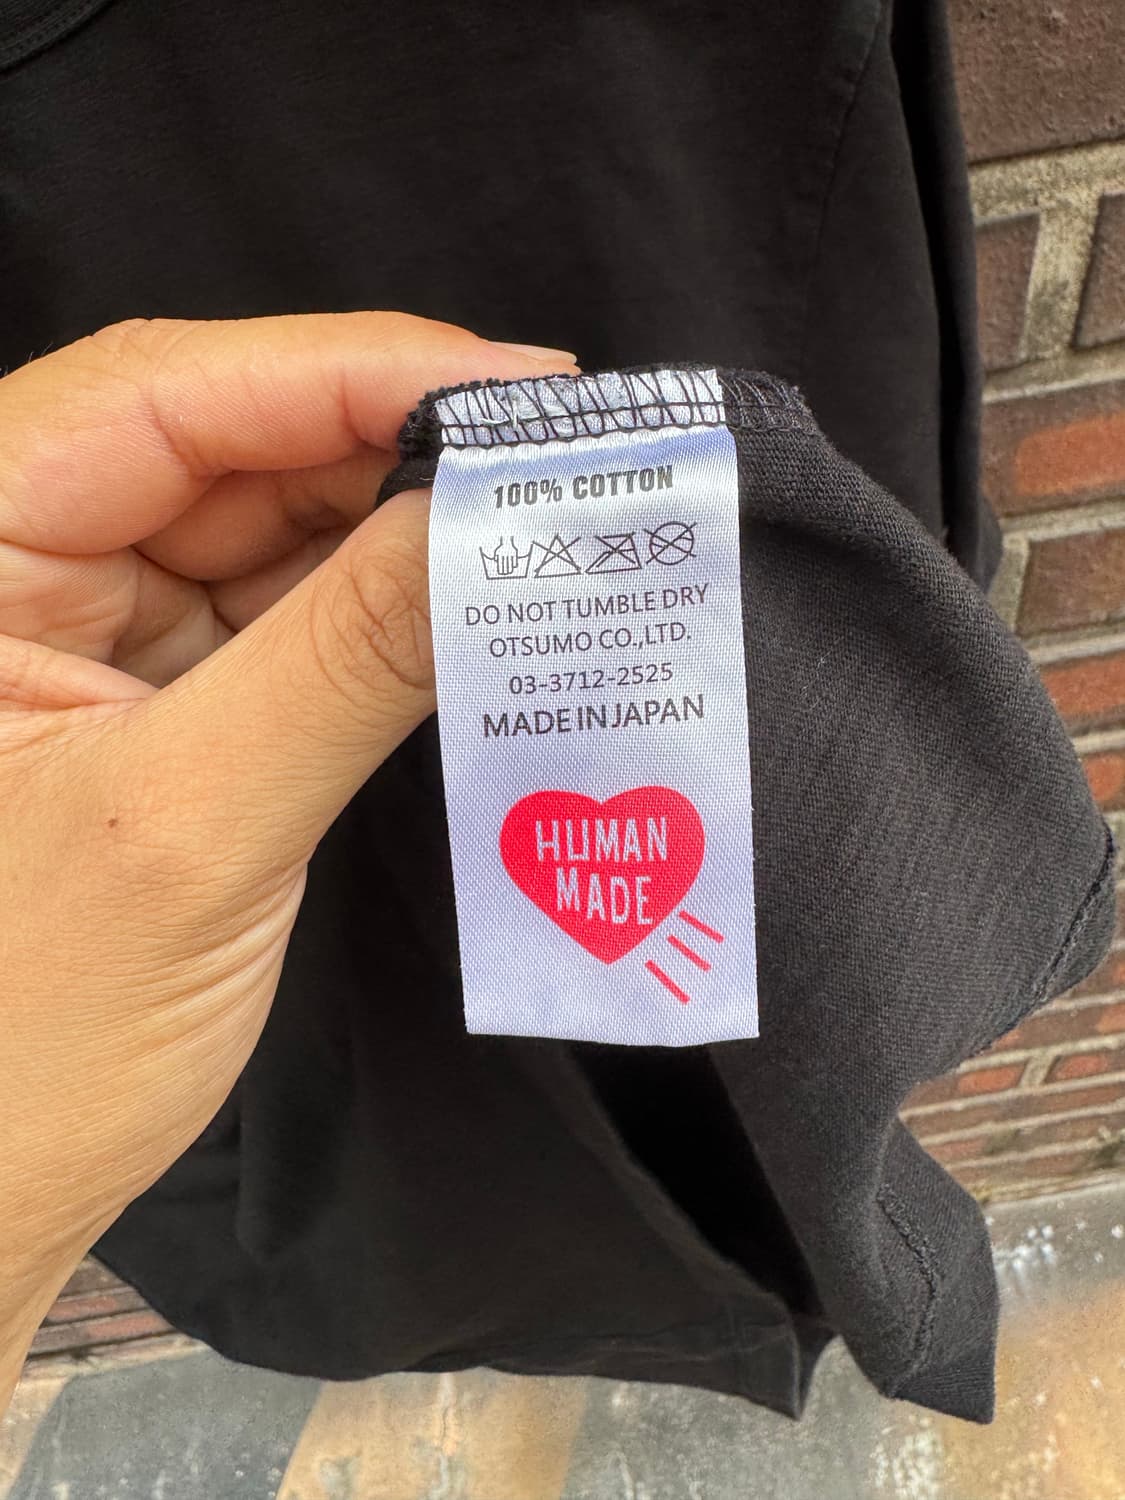 100% COTTON
DO NOT TUMBLE DRY
OTSUMO CO.,LTD.
03-3712-2525
MADE IN JAPAN
HUMAN
MADE